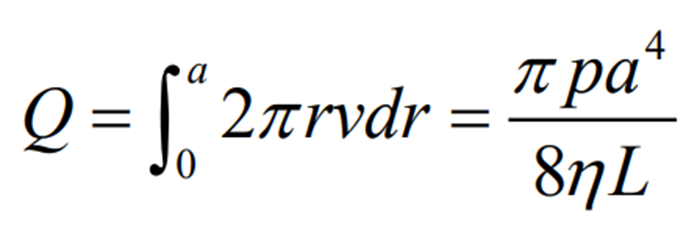 Q = ∫₀ᵃ 2πrvdr = πpa⁴ / 8ηL